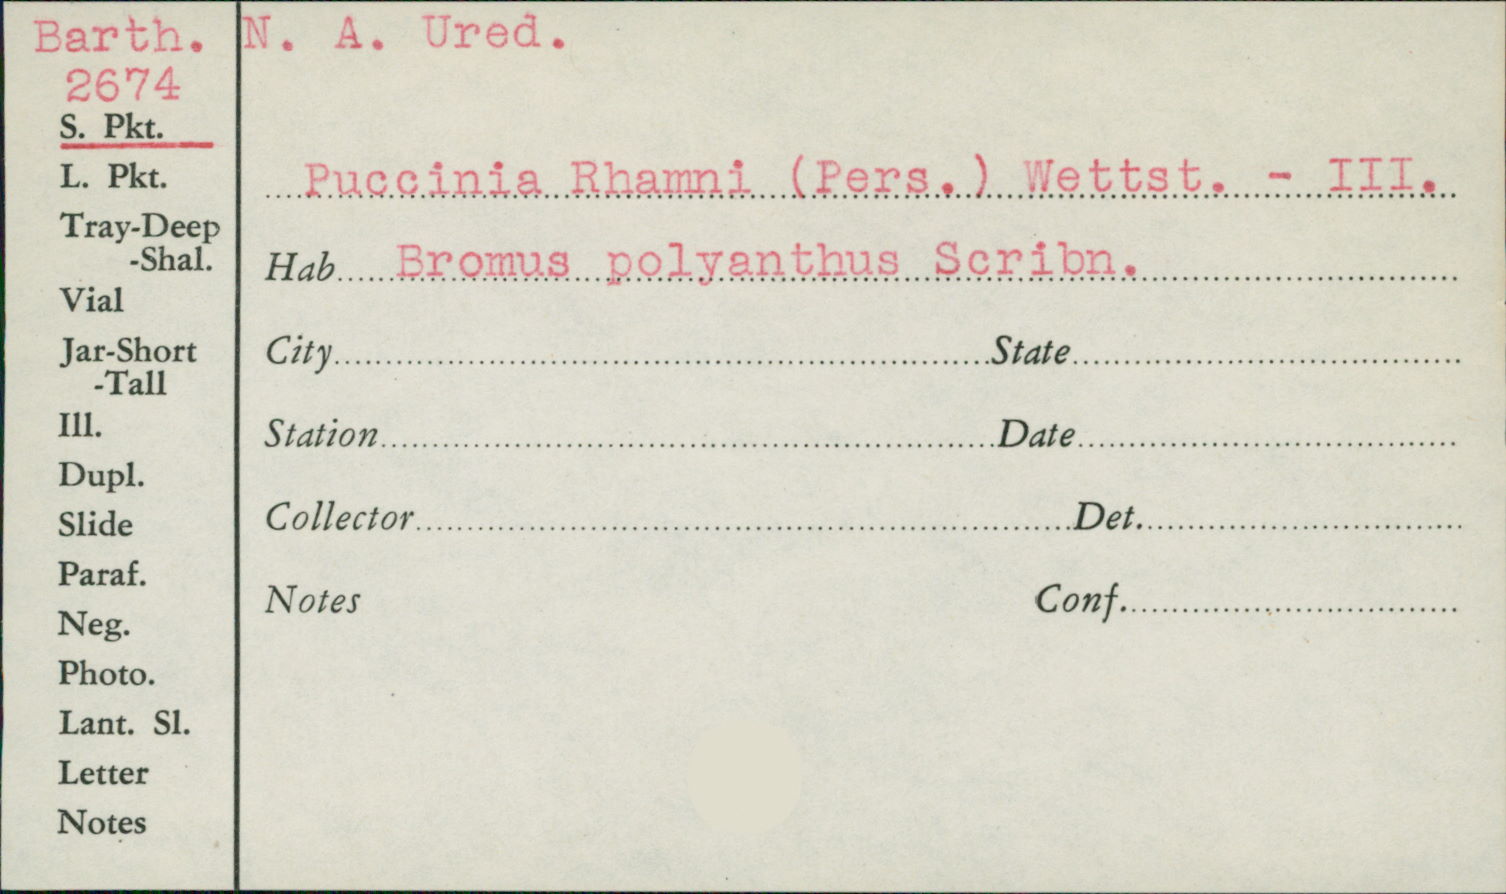 Barth. N. A. Ured.
2674
S. Pkt.
L. Pkt.
Tray-Deep
-Shal.
Vial
Jar-Short
-Tall
Ill.
Dupl.
Slide
Paraf.
Neg.
Photo.
Lant. Sl.
Letter
Notes
Puccinia Rhamni (Pers.) Wettst. - III.
Hab Bromus polyanthus Scribn.
City State
Station Date
Collector Det.
Notes Conf.